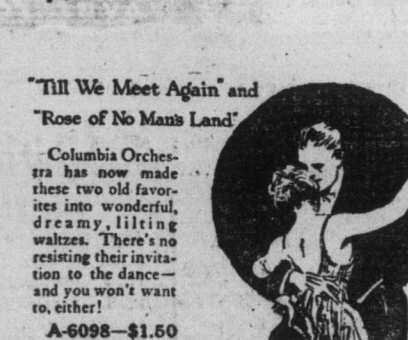 "Till We Meet Again" and
"Rose of No Man's Land."
Columbia Orches-
tra has now made
these two old favor-
ites into wonderful,
dreamy, lilting
waltzes. There's no
resisting their invita-
tion to the dance—
and you won't want
to, either!
A-6098—$1.50